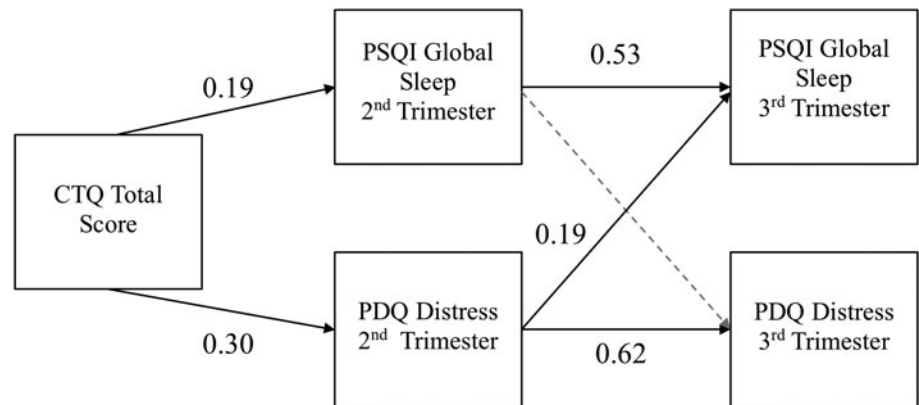 PSQI Global
Sleep
2nd Trimester
0.53
PSQI Global
Sleep
3rd Trimester
0.19
CTQ Total
Score
0.19
0.30
PDQ Distress
2nd Trimester
0.62
PDQ Distress
3rd Trimester